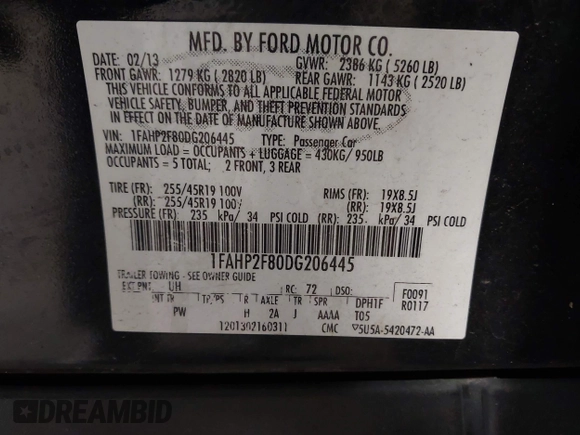 MFD. BY FORD MOTOR CO.
DATE: 02/13 GVWR: 2386 KG ( 5260 LB)
FRONT GAWR: 1279 KG ( 2820 LB) REAR GAWR: 1143 KG ( 2520 LB)
THIS VEHICLE CONFORMS TO ALL APPLICABLE FEDERAL MOTOR
VEHICLE SAFETY, BUMPER, AND THEFT PREVENTION STANDARDS
IN EFFECT ON THE DATE OF MANUFACTURE SHOWN ABOVE.
VIN: 1FAHP2F80DG206445 TYPE: Passenger Car
MAXIMUM LOAD = OCCUPANTS + LUGGAGE = 430KG/ 950LB
OCCUPANTS = 5 TOTAL; 2 FRONT, 3 REAR
TIRE (FR): 255/45R19 100V RIMS (FR): 19X8.5J
(RR): 255/45R19 100V (RR): 19X8.5J
PRESSURE (FR): 235 kPa/ 34 PSI COLD (RR): 235 kPa/ 34 PSI COLD
1FAHP2F80DG206445
TRAILER TOWING - SEE OWNER GUIDE
EXT PNT: UH RC: 72 DSO: F0091
INT TR TP/PS R AXLE TR SPR DPH1F R0117
PW H 2A J AAAA T05
1201302160311 CMC 5U5A-5420472-AA
DREAMBID